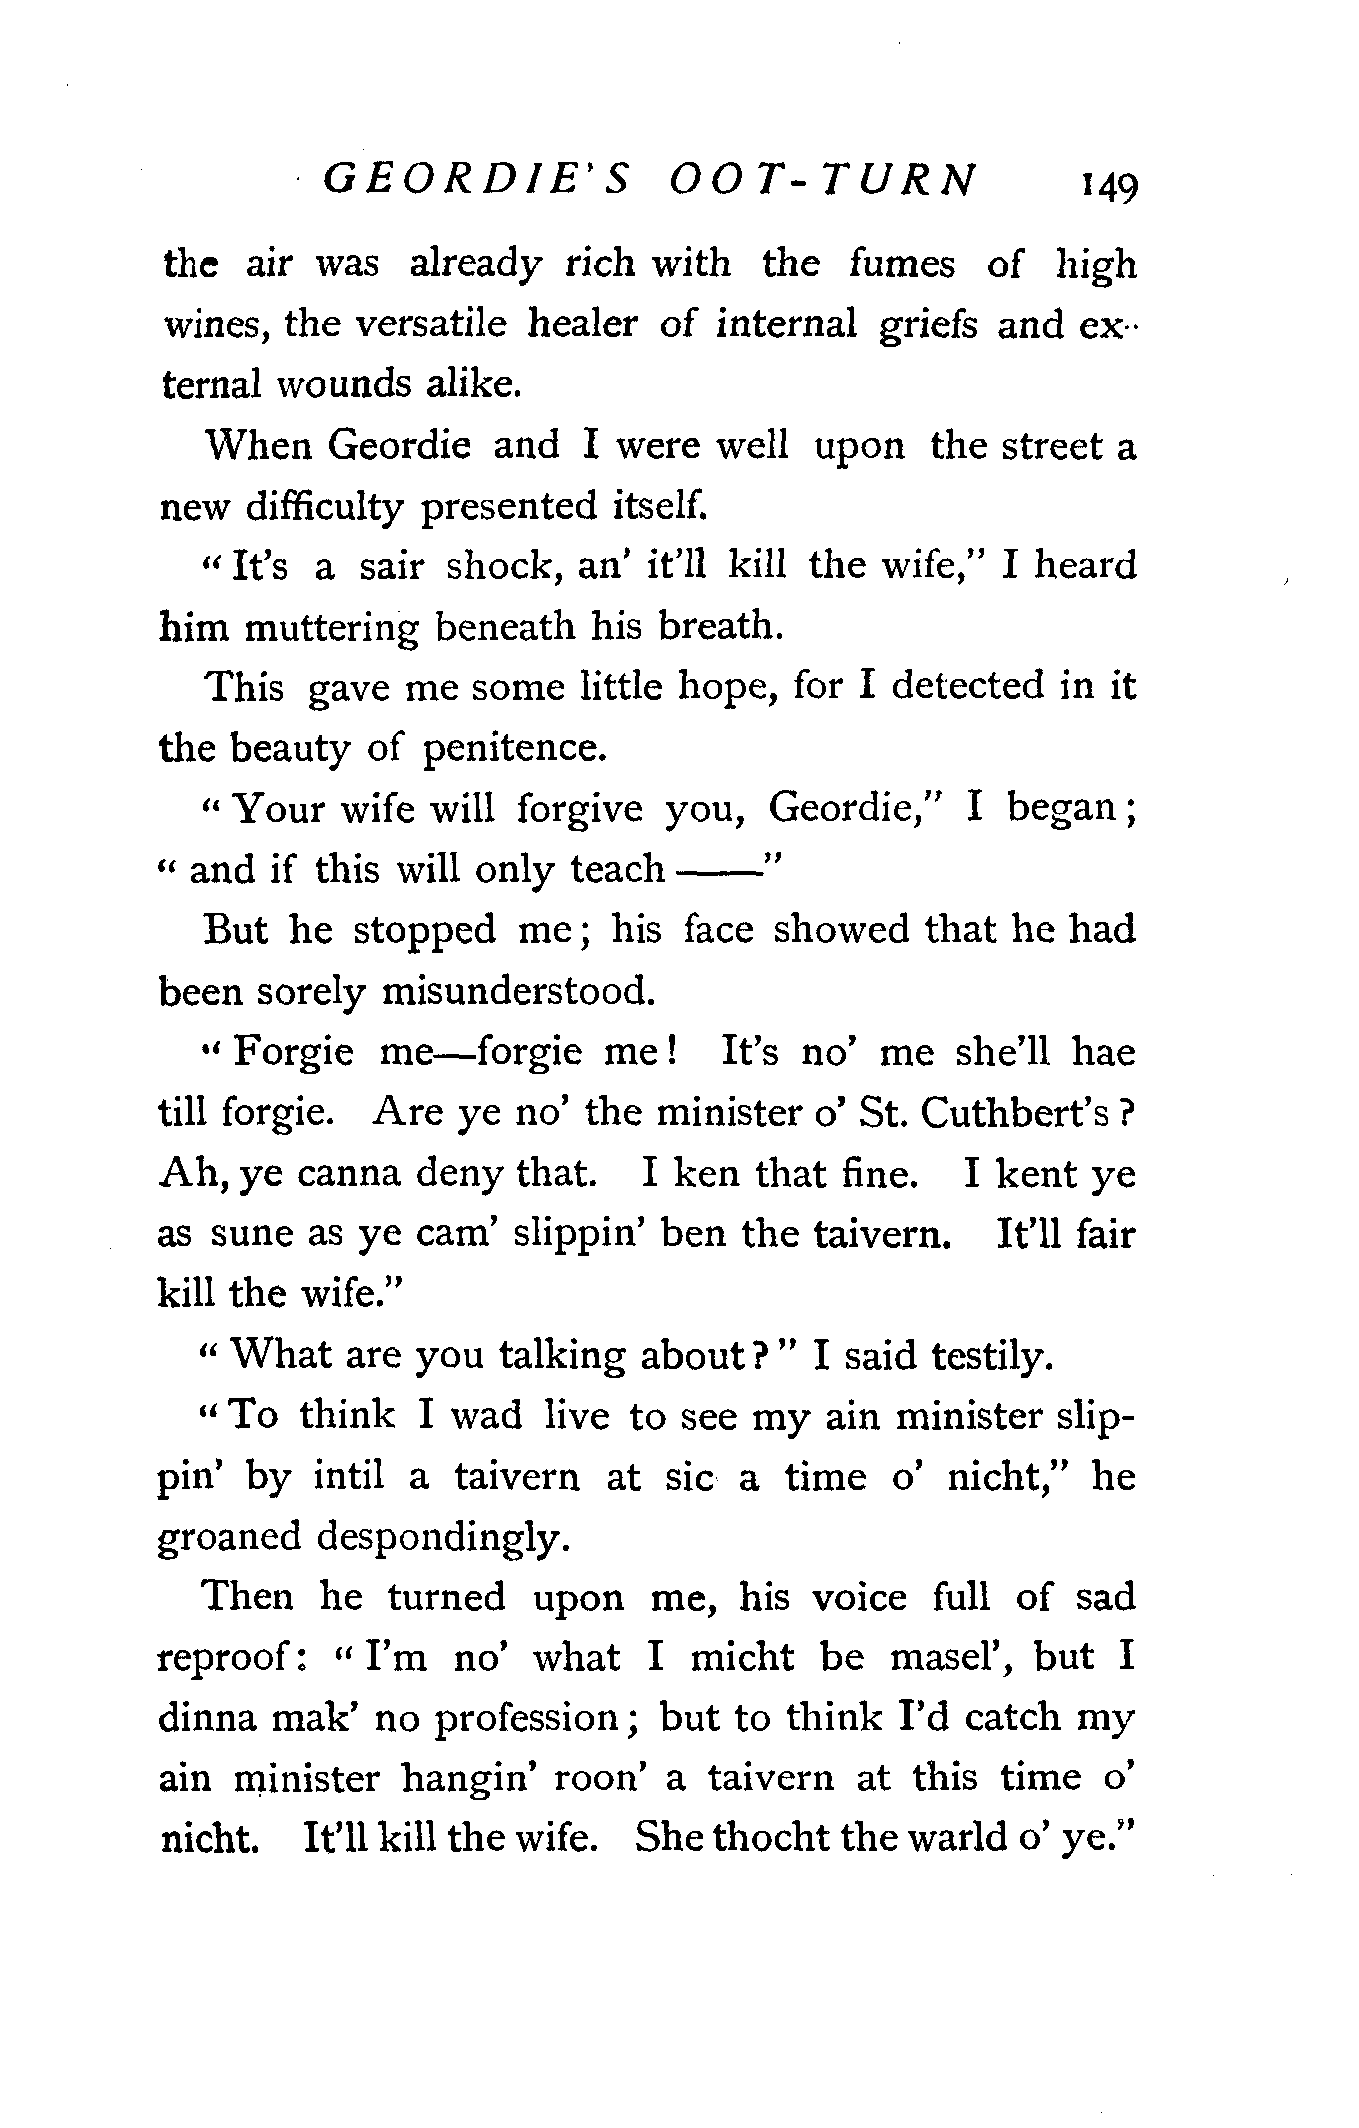 GEORDIE'S OOT-TURN 149
the air was already rich with the fumes of high
wines, the versatile healer of internal griefs and ex-
ternal wounds alike.
When Geordie and I were well upon the street a
new difficulty presented itself.
"It's a sair shock, an' it'll kill the wife," I heard
him muttering beneath his breath.
This gave me some little hope, for I detected in it
the beauty of penitence.
"Your wife will forgive you, Geordie," I began;
"and if this will only teach ——"
But he stopped me; his face showed that he had
been sorely misunderstood.
"Forgie me—forgie me! It's no' me she'll hae
till forgie. Are ye no' the minister o' St. Cuthbert's?
Ah, ye canna deny that. I ken that fine. I kent ye
as sune as ye cam' slippin' ben the taivern. It'll fair
kill the wife."
"What are you talking about?" I said testily.
"To think I wad live to see my ain minister slip-
pin' by intil a taivern at sic a time o' nicht," he
groaned despondingly.
Then he turned upon me, his voice full of sad
reproof: "I'm no' what I micht be masel', but I
dinna mak' no profession; but to think I'd catch my
ain minister hangin' roon' a taivern at this time o'
nicht. It'll kill the wife. She thocht the warld o' ye."